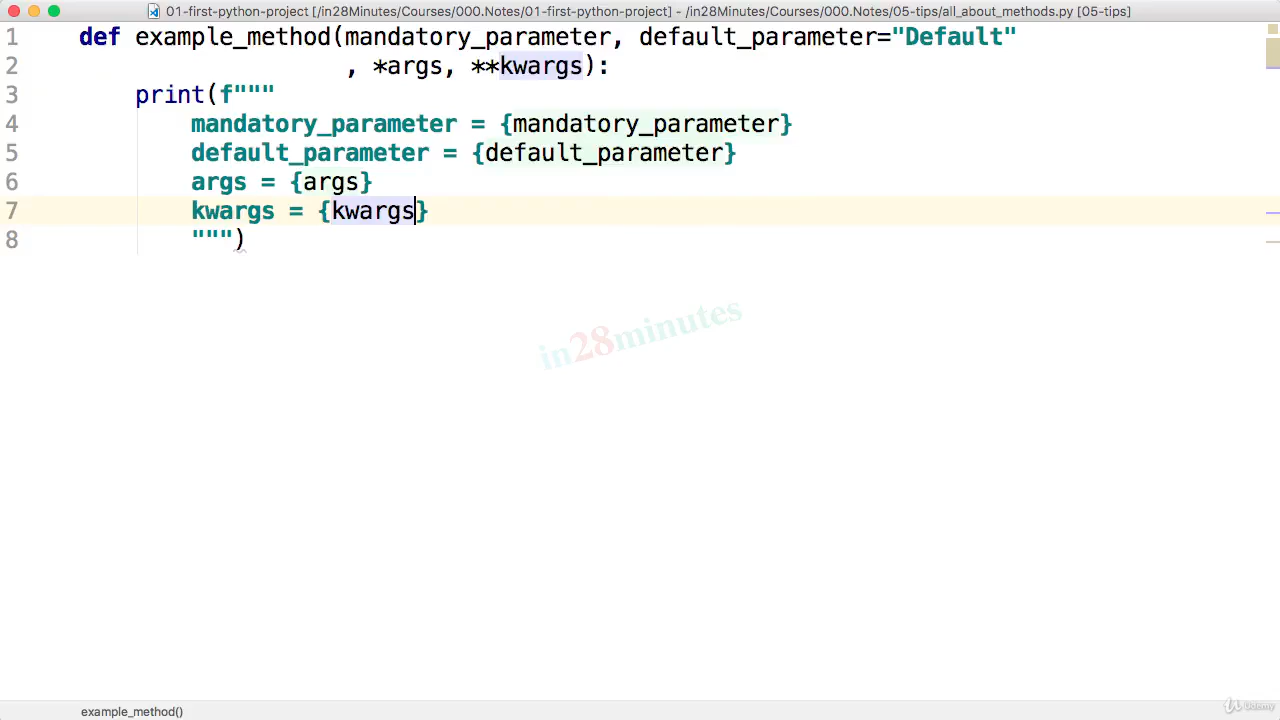 01-first-python-project [/in28Minutes/Courses/000.Notes/01-first-python-project] - /in28Minutes/Courses/000.Notes/05-tips/all_about_methods.py [05-tips]
1 def example_method(mandatory_parameter, default_parameter="Default"
2 , *args, **kwargs):
3 print(f"""
4 mandatory_parameter = {mandatory_parameter}
5 default_parameter = {default_parameter}
6 args = {args}
7 kwargs = {kwargs}
8 """)
in28minutes
example_method()
Udemy